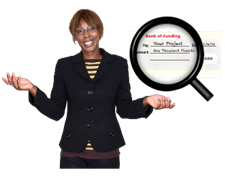 Bank of Funding
Pay Your Project
amount One Thousand Pounds